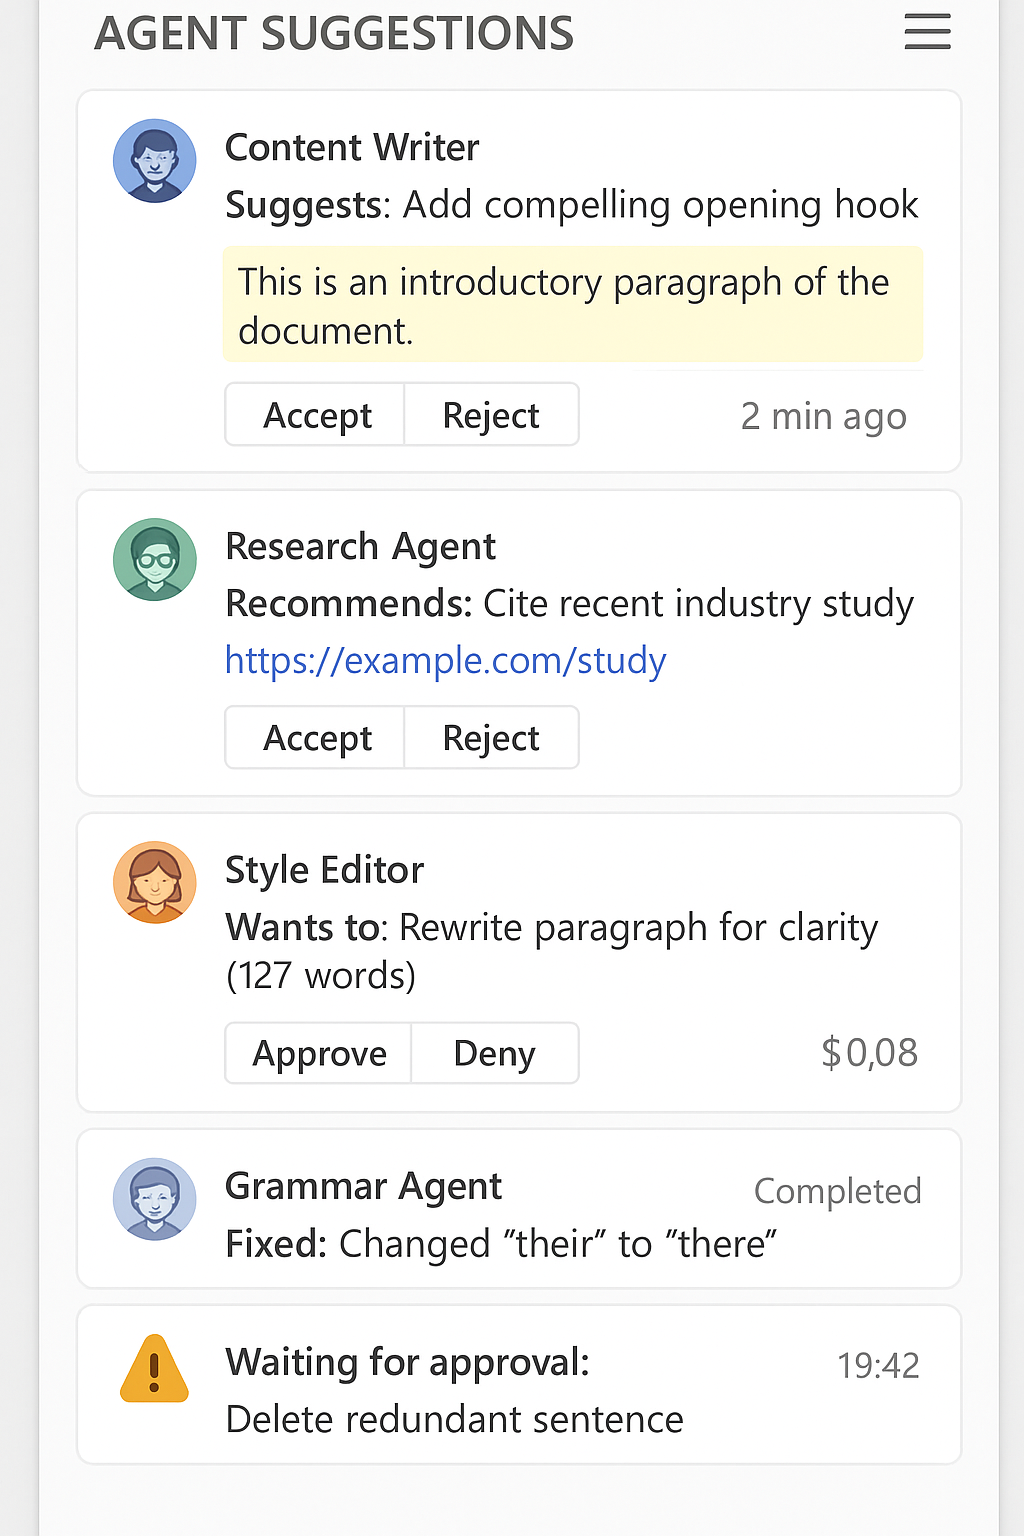 AGENT SUGGESTIONS
Content Writer
Suggests: Add compelling opening hook
This is an introductory paragraph of the
document.
Accept Reject 2 min ago
Research Agent
Recommends: Cite recent industry study
https://example.com/study
Accept Reject
Style Editor
Wants to: Rewrite paragraph for clarity
(127 words)
Approve Deny $0,08
Grammar Agent Completed
Fixed: Changed ”their” to ”there”
Waiting for approval: 19:42
Delete redundant sentence